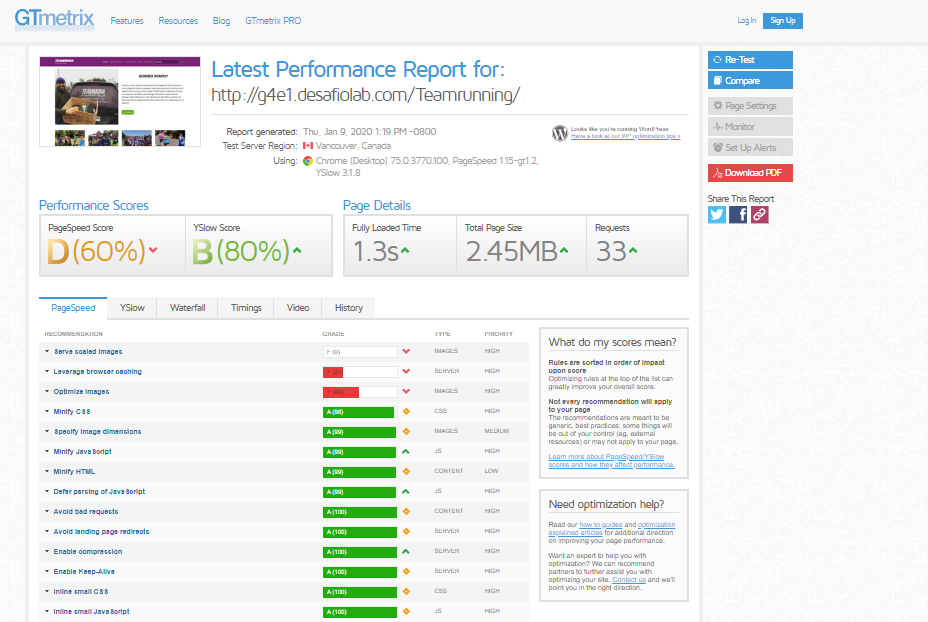 GTmetrix
Features Resources Blog GTmetrix PRO
Log In Sign Up
TEAMRRUN
QUIENES SOMOS?
Latest Performance Report for:
http://g4e1.desafiolab.com/Teamrunning/
Report generated: Thu, Jan 9, 2020 1:19 PM -0800
Test Server Region: Vancouver, Canada
Using: Chrome (Desktop) 75.0.3770.100, PageSpeed 1.15-gt1.2,
YSlow 3.1.8
Looks like you're running WordPress
Have a look at our WP optimization tips »
Re-Test
Compare
Page Settings
Monitor
Set Up Alerts
Download PDF
Share This Report
Performance Scores
PageSpeed Score
D(60%)
YSlow Score
B(80%)
Page Details
Fully Loaded Time
1.3s
Total Page Size
2.45MB
Requests
33
PageSpeed YSlow Waterfall Timings Video History
RECOMMENDATION GRADE TYPE PRIORITY
Serve scaled images F (0) IMAGES HIGH
Leverage browser caching SERVER HIGH
Optimize images IMAGES HIGH
Minify CSS A (96) CSS HIGH
Specify image dimensions A (99) IMAGES MEDIUM
Minify JavaScript A (99) JS HIGH
Minify HTML A (99) CONTENT LOW
Defer parsing of JavaScript A (99) JS HIGH
Avoid bad requests A (100) CONTENT HIGH
Avoid landing page redirects A (100) SERVER HIGH
Enable compression A (100) SERVER HIGH
Enable Keep-Alive A (100) SERVER HIGH
Inline small CSS A (100) CSS HIGH
Inline small JavaScript A (100) JS HIGH
What do my scores mean?
Rules are sorted in order of impact
upon score
Optimizing rules at the top of the list can
greatly improve your overall score.
Not every recommendation will apply
to your page
The recommendations are meant to be
generic, best practices; some things will
be out of your control (eg. external
resources) or may not apply to your page.
Learn more about PageSpeed/YSlow
scores and how they affect performance.
Need optimization help?
Read our how to guides and optimization
explained articles for additional direction
on improving your page performance.
Want an expert to help you with
optimization? We can recommend
partners to further assist you with
optimizing your site. Contact us and we'll
point you in the right direction.